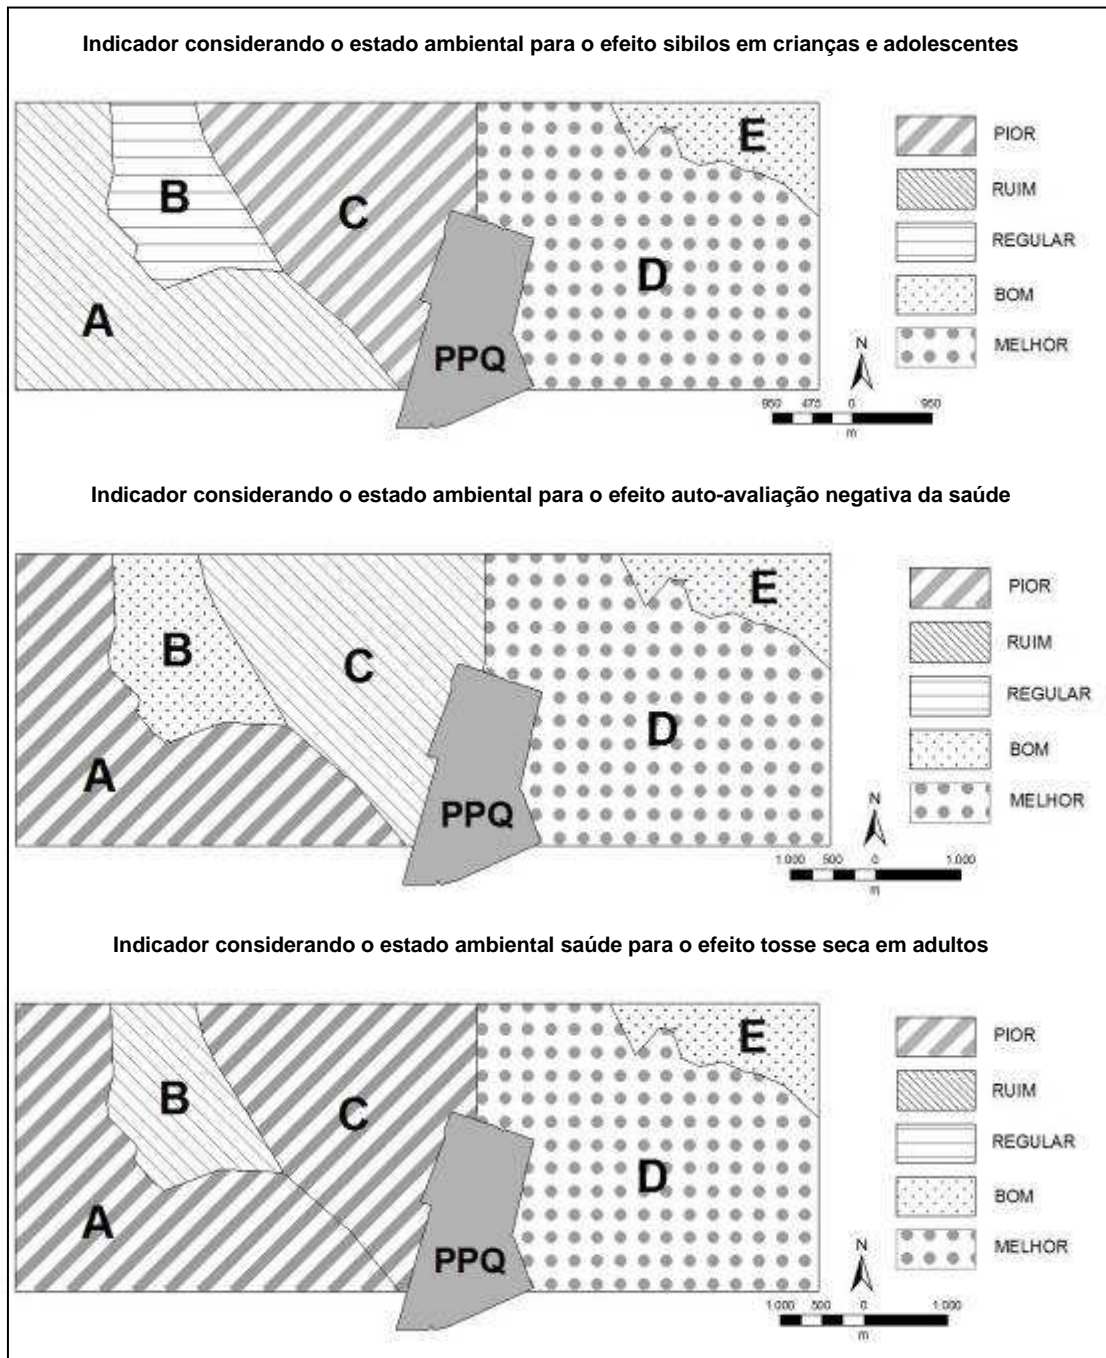 Indicador considerando o estado ambiental para o efeito sibilos em crianças e adolescentes
A
B
C
D
E
PPQ
PIOR
RUIM
REGULAR
BOM
MELHOR
N
950 475 0 950
m
Indicador considerando o estado ambiental para o efeito auto-avaliação negativa da saúde
A
B
C
D
E
PPQ
PIOR
RUIM
REGULAR
BOM
MELHOR
N
1.000 500 0 1.000
m
Indicador considerando o estado ambiental saúde para o efeito tosse seca em adultos
A
B
C
D
E
PPQ
PIOR
RUIM
REGULAR
BOM
MELHOR
N
1.000 500 0 1.000
m